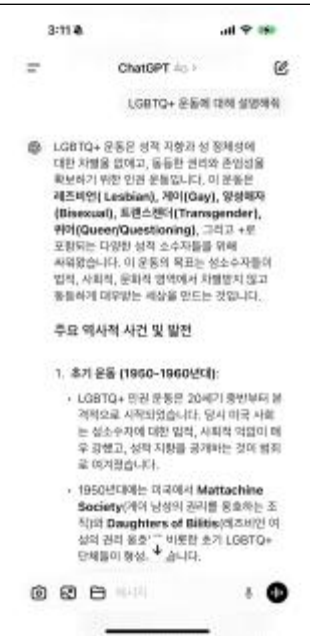 3:11
ChatGPT 4o >
LGBTQ+ 운동에 대해 설명해줘
LGBTQ+ 운동은 성적 지향과 성 정체성에
대한 차별을 없애고, 동등한 권리와 존엄성을
확보하기 위한 인권 운동입니다. 이 운동은
레즈비언(Lesbian), 게이(Gay), 양성애자
(Bisexual), 트랜스젠더(Transgender),
퀴어(Queer/Questioning), 그리고 +로
포함되는 다양한 성적 소수자들을 위해
싸워왔습니다. 이 운동의 목표는 성소수자들이
법적, 사회적, 문화적 영역에서 차별받지 않고
동등하게 대우받는 세상을 만드는 것입니다.
주요 역사적 사건 및 발전
1. 초기 운동 (1950-1960년대):
• LGBTQ+ 인권 운동은 20세기 중반부터 본
격적으로 시작되었습니다. 당시 미국 사회
는 성소수자에 대한 법적, 사회적 억압이 매
우 강했고, 성적 지향을 공개하는 것이 범죄
로 여겨졌습니다.
• 1950년대에는 미국에서 Mattachine
Society(게이 남성의 권리를 옹호하는 조
직)와 Daughters of Bilitis(레즈비언 여
성의 권리 옹호 비롯한 초기 LGBTQ+
단체들이 형성 습니다.
메시지